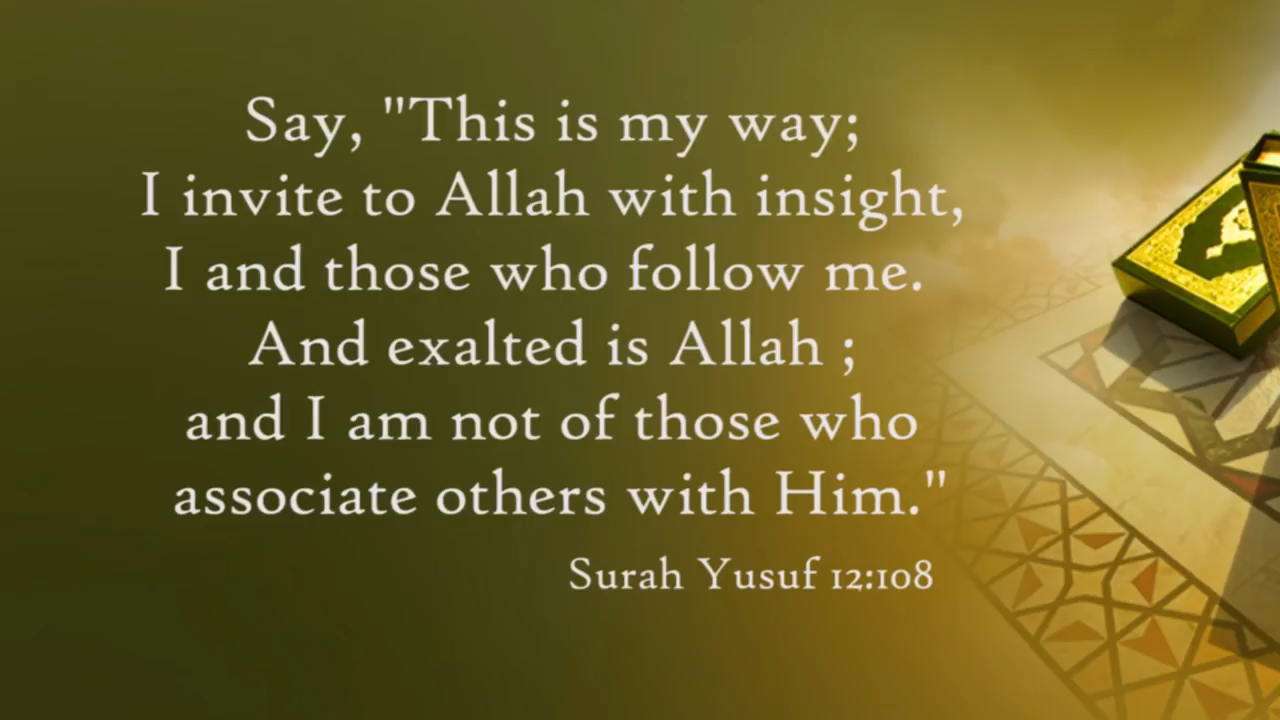 Say, "This is my way;
I invite to Allah with insight,
I and those who follow me.
And exalted is Allah ;
and I am not of those who
associate others with Him."
Surah Yusuf 12:108